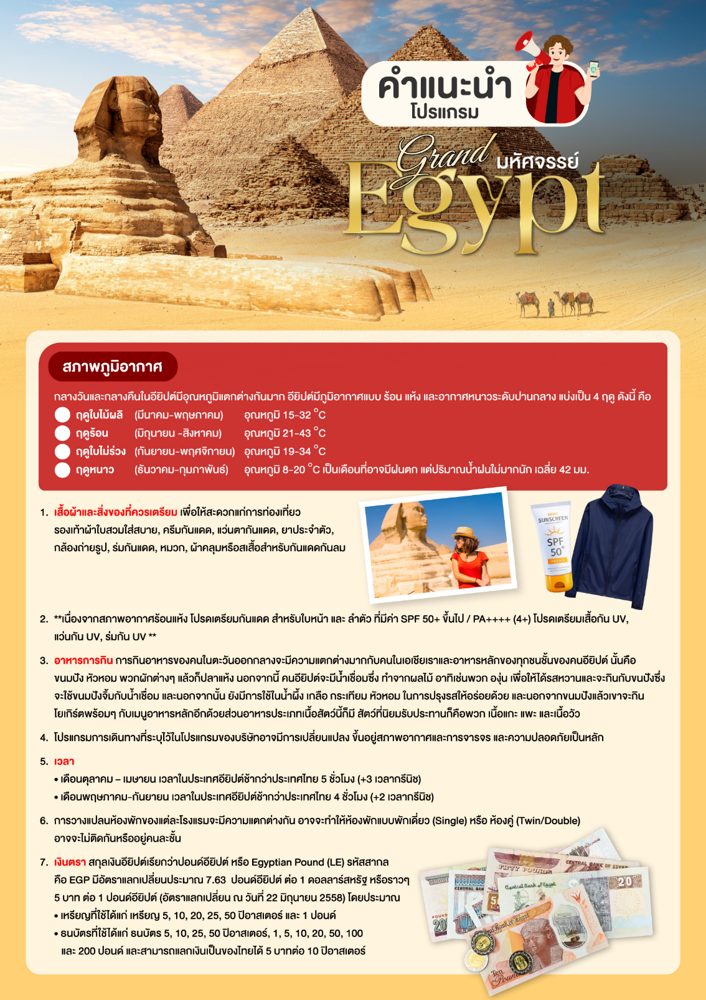 คำแนะนำ
โปรแกรม
Grand มหัศจรรย์
Egypt
สภาพภูมิอากาศ
กลางวันและกลางคืนในอียิปต์มีอุณหภูมิแตกต่างกันมาก อียิปต์มีภูมิอากาศแบบ ร้อน แห้ง และอากาศหนาวระดับปานกลาง แบ่งเป็น 4 ฤดู ดังนี้ คือ
ฤดูใบไม้ผลิ (มีนาคม-พฤษภาคม) อุณหภูมิ 15-32 °C
ฤดูร้อน (มิถุนายน -สิงหาคม) อุณหภูมิ 21-43 °C
ฤดูใบไม่ร่วง (กันยายน-พฤศจิกายน) อุณหภูมิ 19-34 °C
ฤดูหนาว (ธันวาคม-กุมภาพันธ์) อุณหภูมิ 8-20 °C เป็นเดือนที่อาจมีฝนตก แต่ปริมาณน้ำฝนไม่มากนัก เฉลี่ย 42 มม.
1. เสื้อผ้าและสิ่งของที่ควรเตรียม เพื่อให้สะดวกแก่การท่องเที่ยว
รองเท้าผ้าใบสวมใส่สบาย, ครีมกันแดด, แว่นตากันแดด, ยาประจำตัว,
กล้องถ่ายรูป, ร่มกันแดด, หมวก, ผ้าคลุมหรือสเสื้อสำหรับกันแดดกันลม
SUNSCREEN
SPF
50+
PA+++
2. **เนื่องจากสภาพอากาศร้อนแห้ง โปรดเตรียมกันแดด สำหรับใบหน้า และ ลำตัว ที่มีค่า SPF 50+ ขึ้นไป / PA++++ (4+) โปรดเตรียมเสื้อกัน UV,
แว่นกัน UV, ร่มกัน UV **
3. อาหารการกิน การกินอาหารของคนในตะวันออกกลางจะมีความแตกต่างมากกับคนในเอเชียเราและอาหารหลักของทุกชนชั้นของคนอียิปต์ นั้นคือ
ขนมปัง หัวหอม พวกผักต่างๆ แล้วก็ปลาแห้ง นอกจากนี้ คนอียิปต์จะมีน้ำเชื่อมซึ่ง ทำจากผลไม้ อาทิเช่นพวก องุ่น เพื่อให้ได้รสหวานและจะกินกับขนปังซึ่ง
จะใช้ขนมปังจิ้มกับน้ำเชื่อม และนอกจากนั้น ยังมีการใช้ในน้ำผึ้ง เกลือ กระเทียม หัวหอม ในการปรุงรสให้อร่อยด้วย และนอกจากขนมปังแล้วเขาจะกิน
โยเกิร์ตพร้อมๆ กับเมนูอาหารหลักอีกด้วยส่วนอาหารประเภทเนื้อสัตว์นี้ก็มี สัตว์ที่นิยมรับประทานก็คือพวก เนื้อแกะ แพะ และเนื้อวัว
4. โปรแกรมการเดินทางที่ระบุไว้ในโปรแกรมของบริษัทอาจมีการเปลี่ยนแปลง ขึ้นอยู่สภาพอากาศและการจารจร และความปลอดภัยเป็นหลัก
5. เวลา
• เดือนตุลาคม – เมษายน เวลาในประเทศอียิปต์ช้ากว่าประเทศไทย 5 ชั่วโมง (+3 เวลากรีนิช)
• เดือนพฤษภาคม-กันยายน เวลาในประเทศอียิปต์ช้ากว่าประเทศไทย 4 ชั่วโมง (+2 เวลากรีนิช)
6. การวางแปลนห้องพักของแต่ละโรงแรมจะมีความแตกต่างกัน อาจจะทำให้ห้องพักแบบพักเดี่ยว (Single) หรือ ห้องคู่ (Twin/Double)
อาจจะไม่ติดกันหรืออยู่คนละชั้น
7. เงินตรา สกุลเงินอียิปต์เรียกว่าปอนด์อียิปต์ หรือ Egyptian Pound (LE) รหัสสากล
คือ EGP มีอัตราแลกเปลี่ยนประมาณ 7.63 ปอนด์อียิปต์ ต่อ 1 ดอลลาร์สหรัฐ หรือราวๆ
5 บาท ต่อ 1 ปอนด์อียิปต์ (อัตราแลกเปลี่ยน ณ วันที่ 22 มิถุนายน 2558) โดยประมาณ
• เหรียญที่ใช้ได้แก่ เหรียญ 5, 10, 20, 25, 50 ปิอาสเตอร์ และ 1 ปอนด์
• ธนบัตรที่ใช้ได้แก่ ธนบัตร 5, 10, 25, 50 ปิอาสเตอร์, 1, 5, 10, 20, 50, 100
และ 200 ปอนด์ และสามารถแลกเงินเป็นของไทยได้ 5 บาทต่อ 10 ปิอาสเตอร์
FIFTY POUNDS
CENTRAL BANK OF EGYPT
Central Bank of Egypt
20
Ten